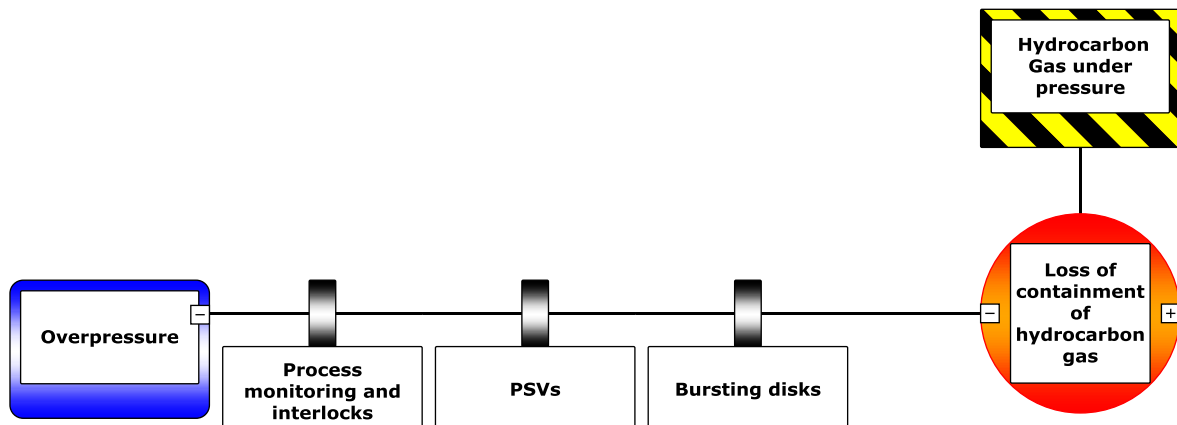 Hydrocarbon
Gas under
pressure
Overpressure
−
Process
monitoring and
interlocks
PSVs
Bursting disks
−
Loss of
containment
of
hydrocarbon
gas
+